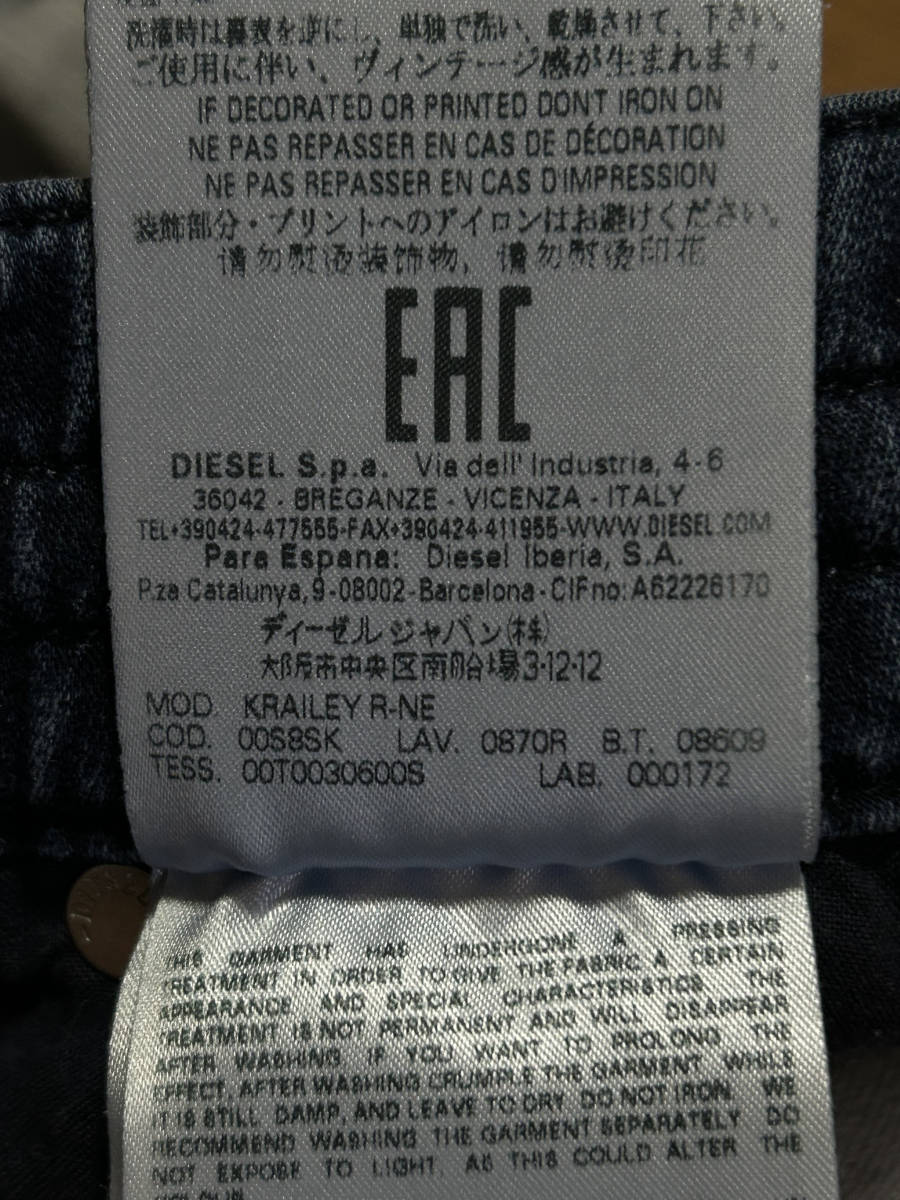 洗濯時は裏表を逆にし、単独で洗い、乾燥させて、下さい。
ご使用に伴い、ヴィンテージ感が生まれます。
IF DECORATED OR PRINTED DONT IRON ON
NE PAS REPASSER EN CAS DE DÉCORATION
NE PAS REPASSER EN CAS D'IMPRESSION
装飾部分・プリントへのアイロンはお避けください。
请勿熨烫装饰物，请勿熨烫印花
EAC
DIESEL S.p.a. Via dell' Industria, 4-6
36042 - BREGANZE - VICENZA - ITALY
TEL+390424-477555-FAX+390424-411955-WWW.DIESEL.COM
Para Espana: Diesel Iberia, S.A.
P.za Catalunya,9-08002-Barcelona-CIFno:A62226170
ディーゼルジャパン(株)
大阪市中央区南船場3-12-12
MOD. KRAILEY R-NE
COD. 00S8SK LAV. 0870R B.T. 08609
TESS. 00T0030600S LAB. 000172
THIS GARMENT HAS UNDERGONE A PRESSING
TREATMENT IN ORDER TO GIVE THE FABRIC A CERTAIN
APPEARANCE AND SPECIAL CHARACTERISTICS THE
TREATMENT IS NOT PERMANENT AND WILL DISAPPEAR
AFTER WASHING IF YOU WANT TO PROLONG THE
EFFECT, AFTER WASHING CRUMPLE THE GARMENT WHILE
IT IS STILL DAMP, AND LEAVE TO DRY DO NOT IRON. WE
RECOMMEND WASHING THE GARMENT SEPARATELY DO
NOT EXPOSE TO LIGHT, AS THIS COULD ALTER THE